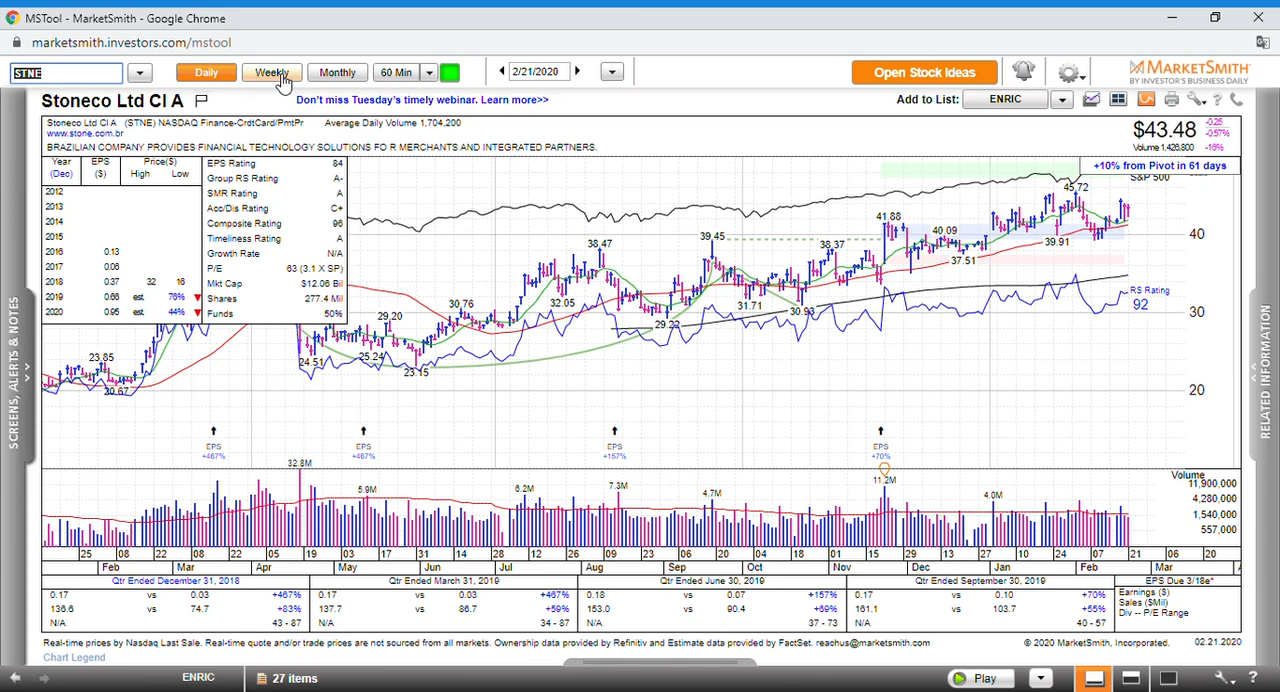 MSTool - MarketSmith - Google Chrome
marketsmith.investors.com/mstool
STNE Daily Weekly Monthly 60 Min 2/21/2020 Open Stock Ideas MARKETSMITH
BY INVESTOR'S BUSINESS DAILY
Stoneco Ltd Cl A Don't miss Tuesday's timely webinar. Learn more>> Add to List: ENRIC
Stoneco Ltd Cl A (STNE) NASDAQ Finance-CrdtCard/PmtPr Average Daily Volume 1,704,200
www.stone.com.br
BRAZILIAN COMPANY PROVIDES FINANCIAL TECHNOLOGY SOLUTIONS FO R MERCHANTS AND INTEGRATED PARTNERS.
$43.48 -0.25
-0.57%
Volume 1,426,800 -16%
+10% from Pivot in 61 days
S&P 500
Year EPS Price($)
(Dec) ($) High Low
2012
2013
2014
2015
2016 0.13
2017 0.06
2018 0.37 32 16
2019 0.66 est 76%
2020 0.95 est 44%
EPS Rating 84
Group RS Rating A-
SMR Rating A
Acc/Dis Rating C+
Composite Rating 96
Timeliness Rating A
Growth Rate N/A
P/E 63 (3.1 X SP)
Mkt Cap $12.06 Bil
Shares 277.4 Mil
Funds 50%
45.72
41.88
40.09
39.45
38.47
38.37
39.91
37.51
32.05
31.71
30.93
30.76
29.20
29.22
24.51
25.24
23.15
23.85
20.67
40
30
20
RS Rating
92
EPS EPS EPS EPS
+467% +467% +157% +70%
32.8M 5.9M 6.2M 7.3M 4.7M 11.2M 4.0M
Volume
11,900,000
4,280,000
1,540,000
557,000
25 08 22 08 22 05 19 03 17 31 14 28 12 26 09 23 06 20 04 18 01 15 29 13 27 10 24 07 21 06 20
Feb Mar Apr May Jun Jul Aug Sep Oct Nov Dec Jan Feb Mar
Qtr Ended December 31, 2018 Qtr Ended March 31, 2019 Qtr Ended June 30, 2019 Qtr Ended September 30, 2019 EPS Due 3/18e*
0.17 vs 0.03 +467% 0.17 vs 0.03 +467% 0.18 vs 0.07 +157% 0.17 vs 0.10 +70% Earnings ($)
136.6 vs 74.7 +83% 137.7 vs 86.7 +59% 153.0 vs 90.4 +69% 161.1 vs 103.7 +55% Sales ($Mil)
N/A 43 - 87 N/A 34 - 87 N/A 37 - 73 N/A 40 - 57 Div -- P/E Range
Real-time prices by Nasdaq Last Sale. Real-time quote and/or trade prices are not sourced from all markets. Ownership data provided by Refinitiv and Estimate data provided by FactSet. reachus@marketsmith.com © 2020 MarketSmith, Incorporated. 02.21.2020
Chart Legend
SCREENS, ALERTS & NOTES
RELATED INFORMATION
ENRIC 27 items Play